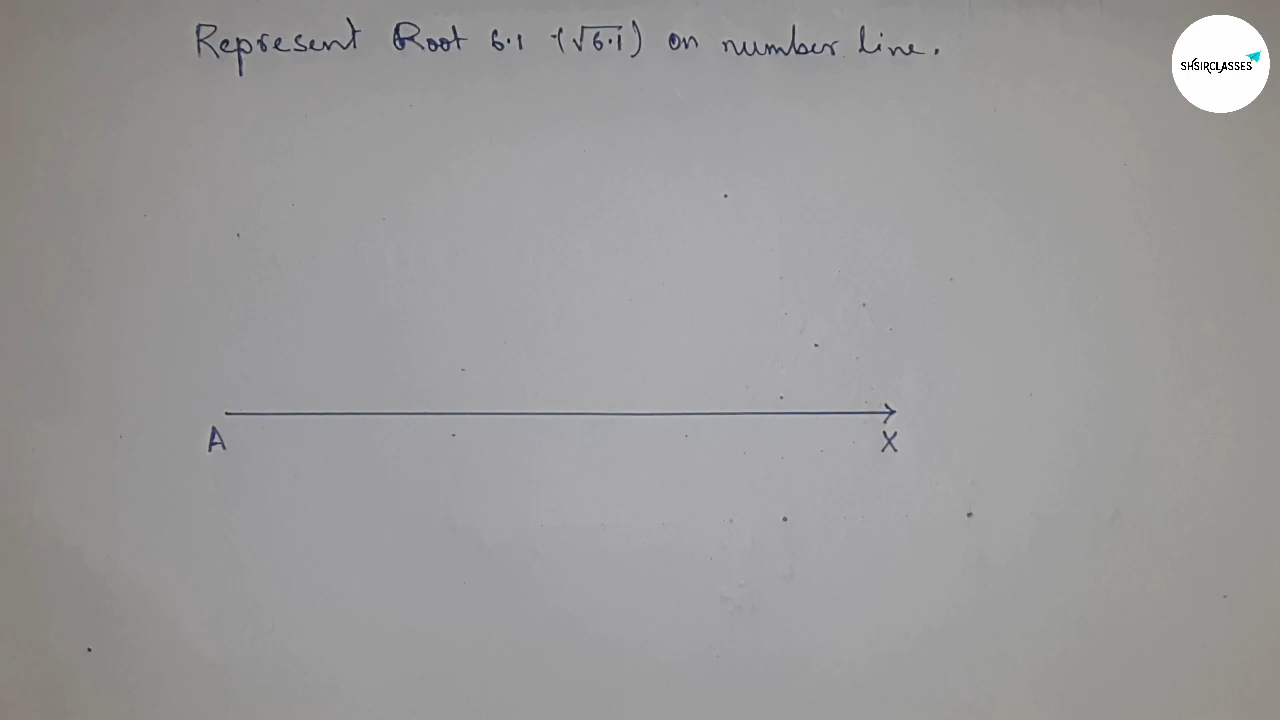 Represent Root 6.1 (√6.1) on number line.
SHSIRCLASSES
A
X